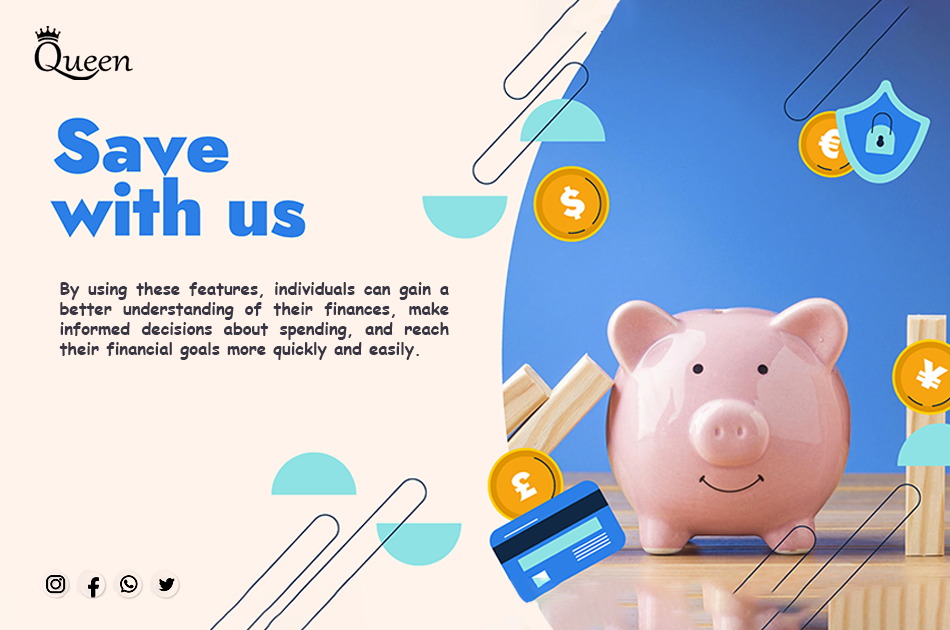 Queen
Save
with us
By using these features, individuals can gain a
better understanding of their finances, make
informed decisions about spending, and reach
their financial goals more quickly and easily.
$
€
¥
£